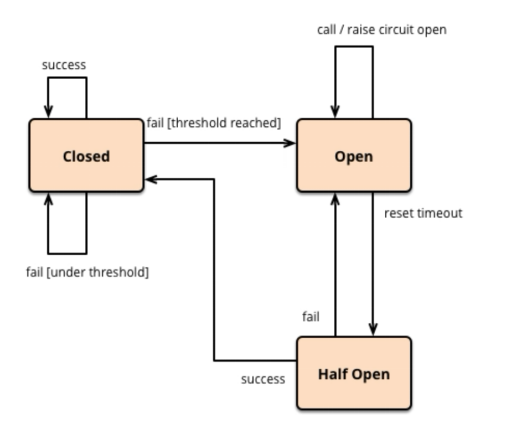 call / raise circuit open
success
fail [threshold reached]
Closed
Open
reset timeout
fail [under threshold]
fail
Half Open
success